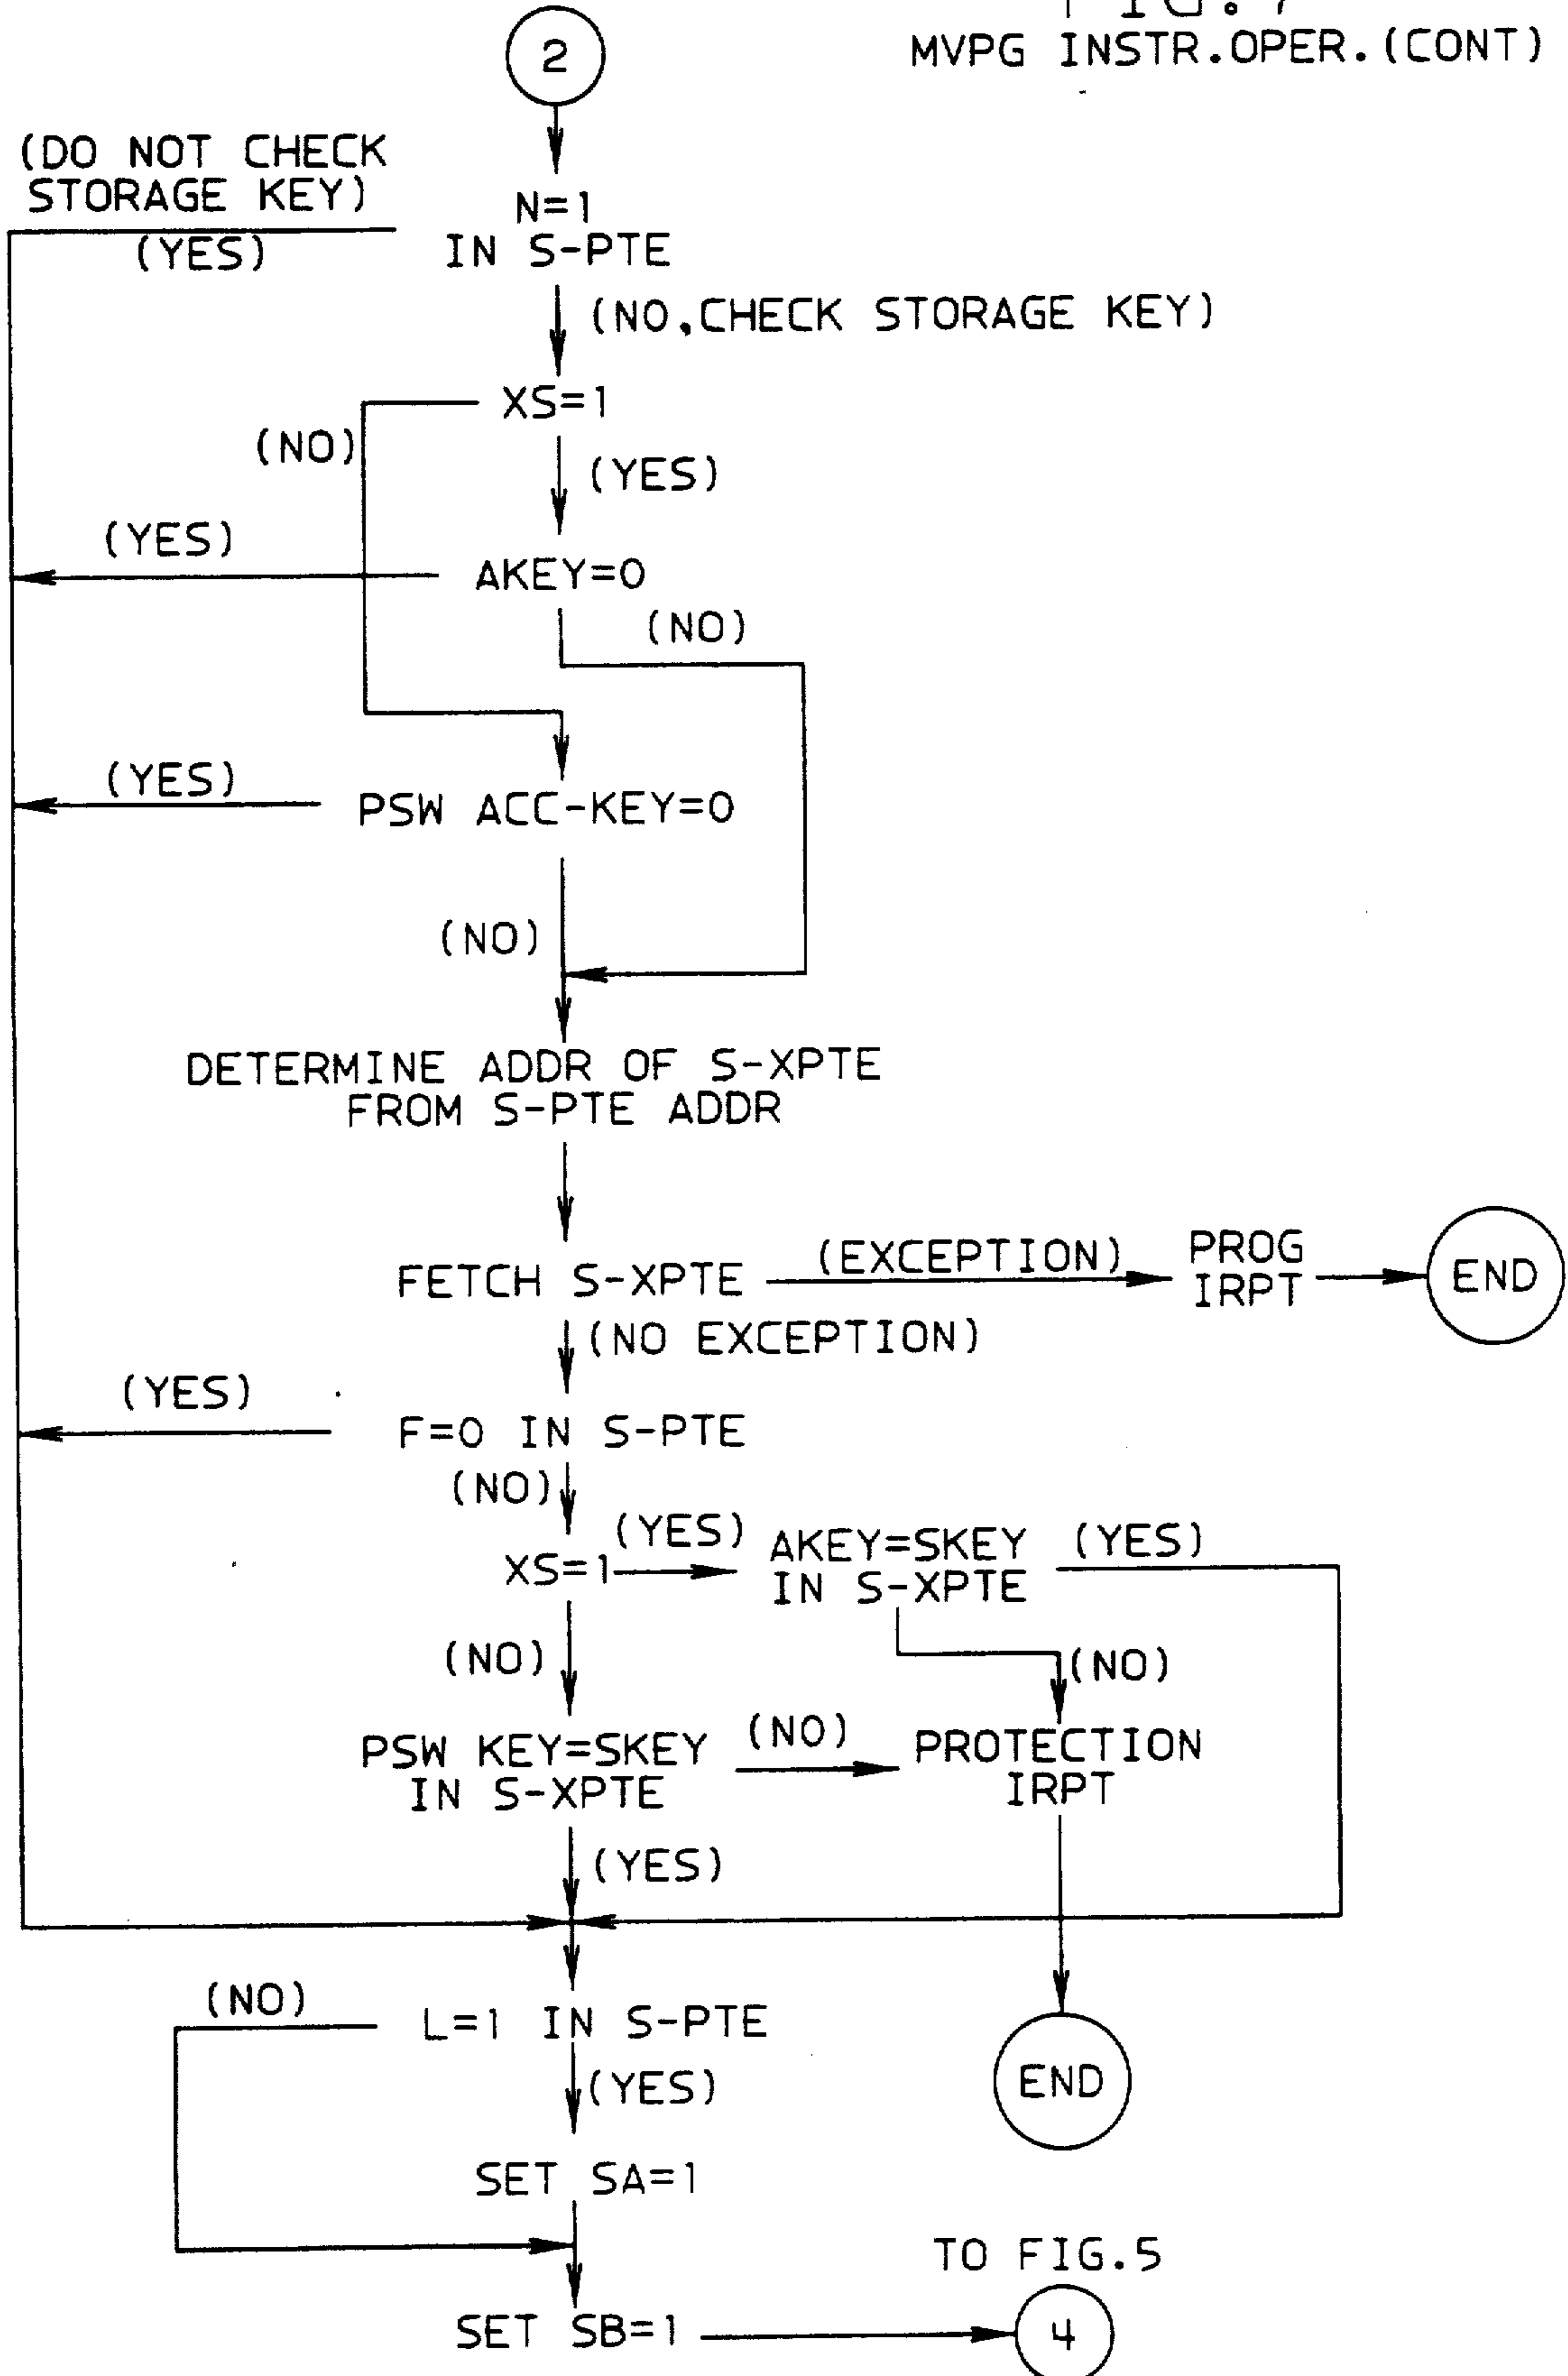 FIG.7
MVPG INSTR.OPER.(CONT)
2
(DO NOT CHECK
STORAGE KEY)
(YES)
N=1
IN S-PTE
(NO,CHECK STORAGE KEY)
XS=1
(NO)
(YES)
(YES)
AKEY=0
(NO)
(YES)
PSW ACC-KEY=0
(NO)
DETERMINE ADDR OF S-XPTE
FROM S-PTE ADDR
FETCH S-XPTE
(EXCEPTION)
PROG
IRPT
END
(NO EXCEPTION)
(YES)
F=0 IN S-PTE
(NO)
XS=1
(YES)
AKEY=SKEY
IN S-XPTE
(YES)
(NO)
(NO)
PSW KEY=SKEY
IN S-XPTE
(NO)
PROTECTION
IRPT
(YES)
(NO)
L=1 IN S-PTE
(YES)
END
SET SA=1
TO FIG.5
SET SB=1
4